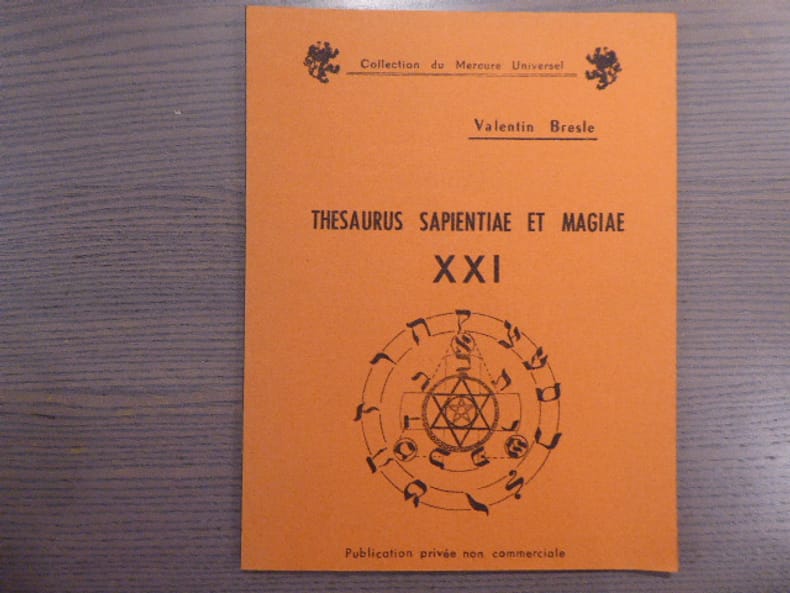 Collection du Mercure Universel
Valentin Bresle
THESAURUS SAPIENTIAE ET MAGIAE
XXI
Publication privée non commerciale